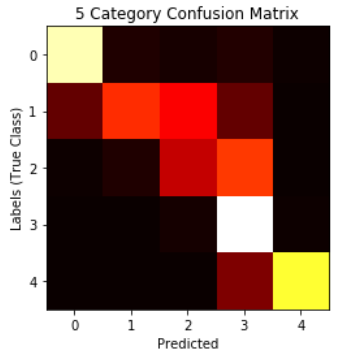 5 Category Confusion Matrix
Labels (True Class)
0
1
2
3
4
0 1 2 3 4
Predicted